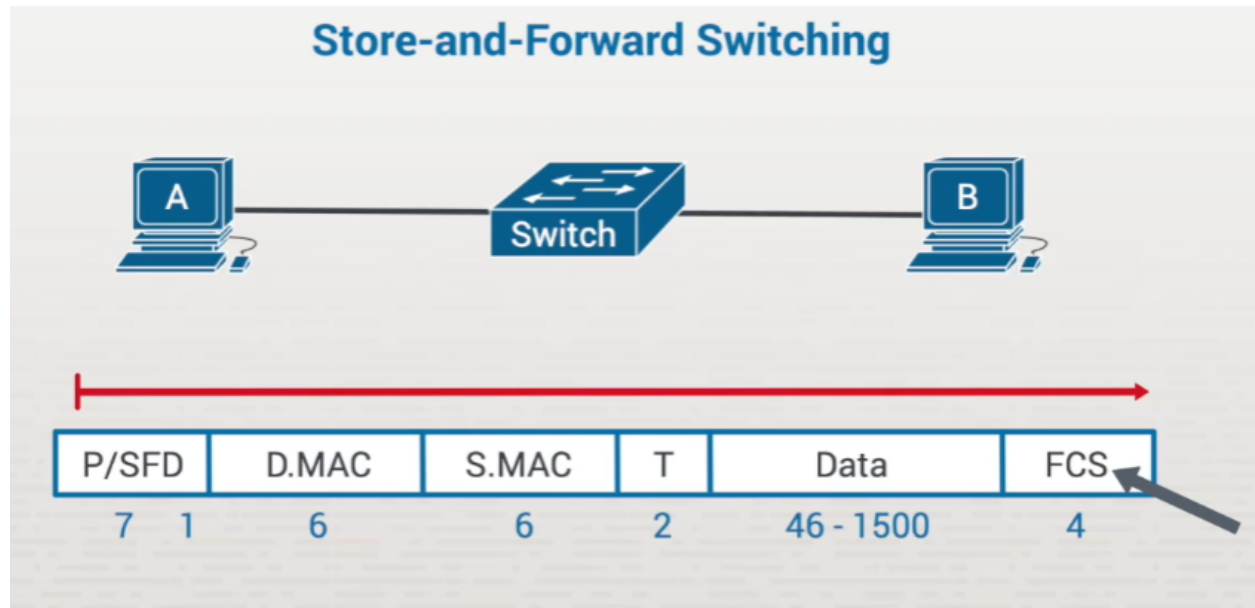 Store-and-Forward Switching
A
B
Switch
P/SFD D.MAC S.MAC T Data FCS
7 1 6 6 2 46 - 1500 4